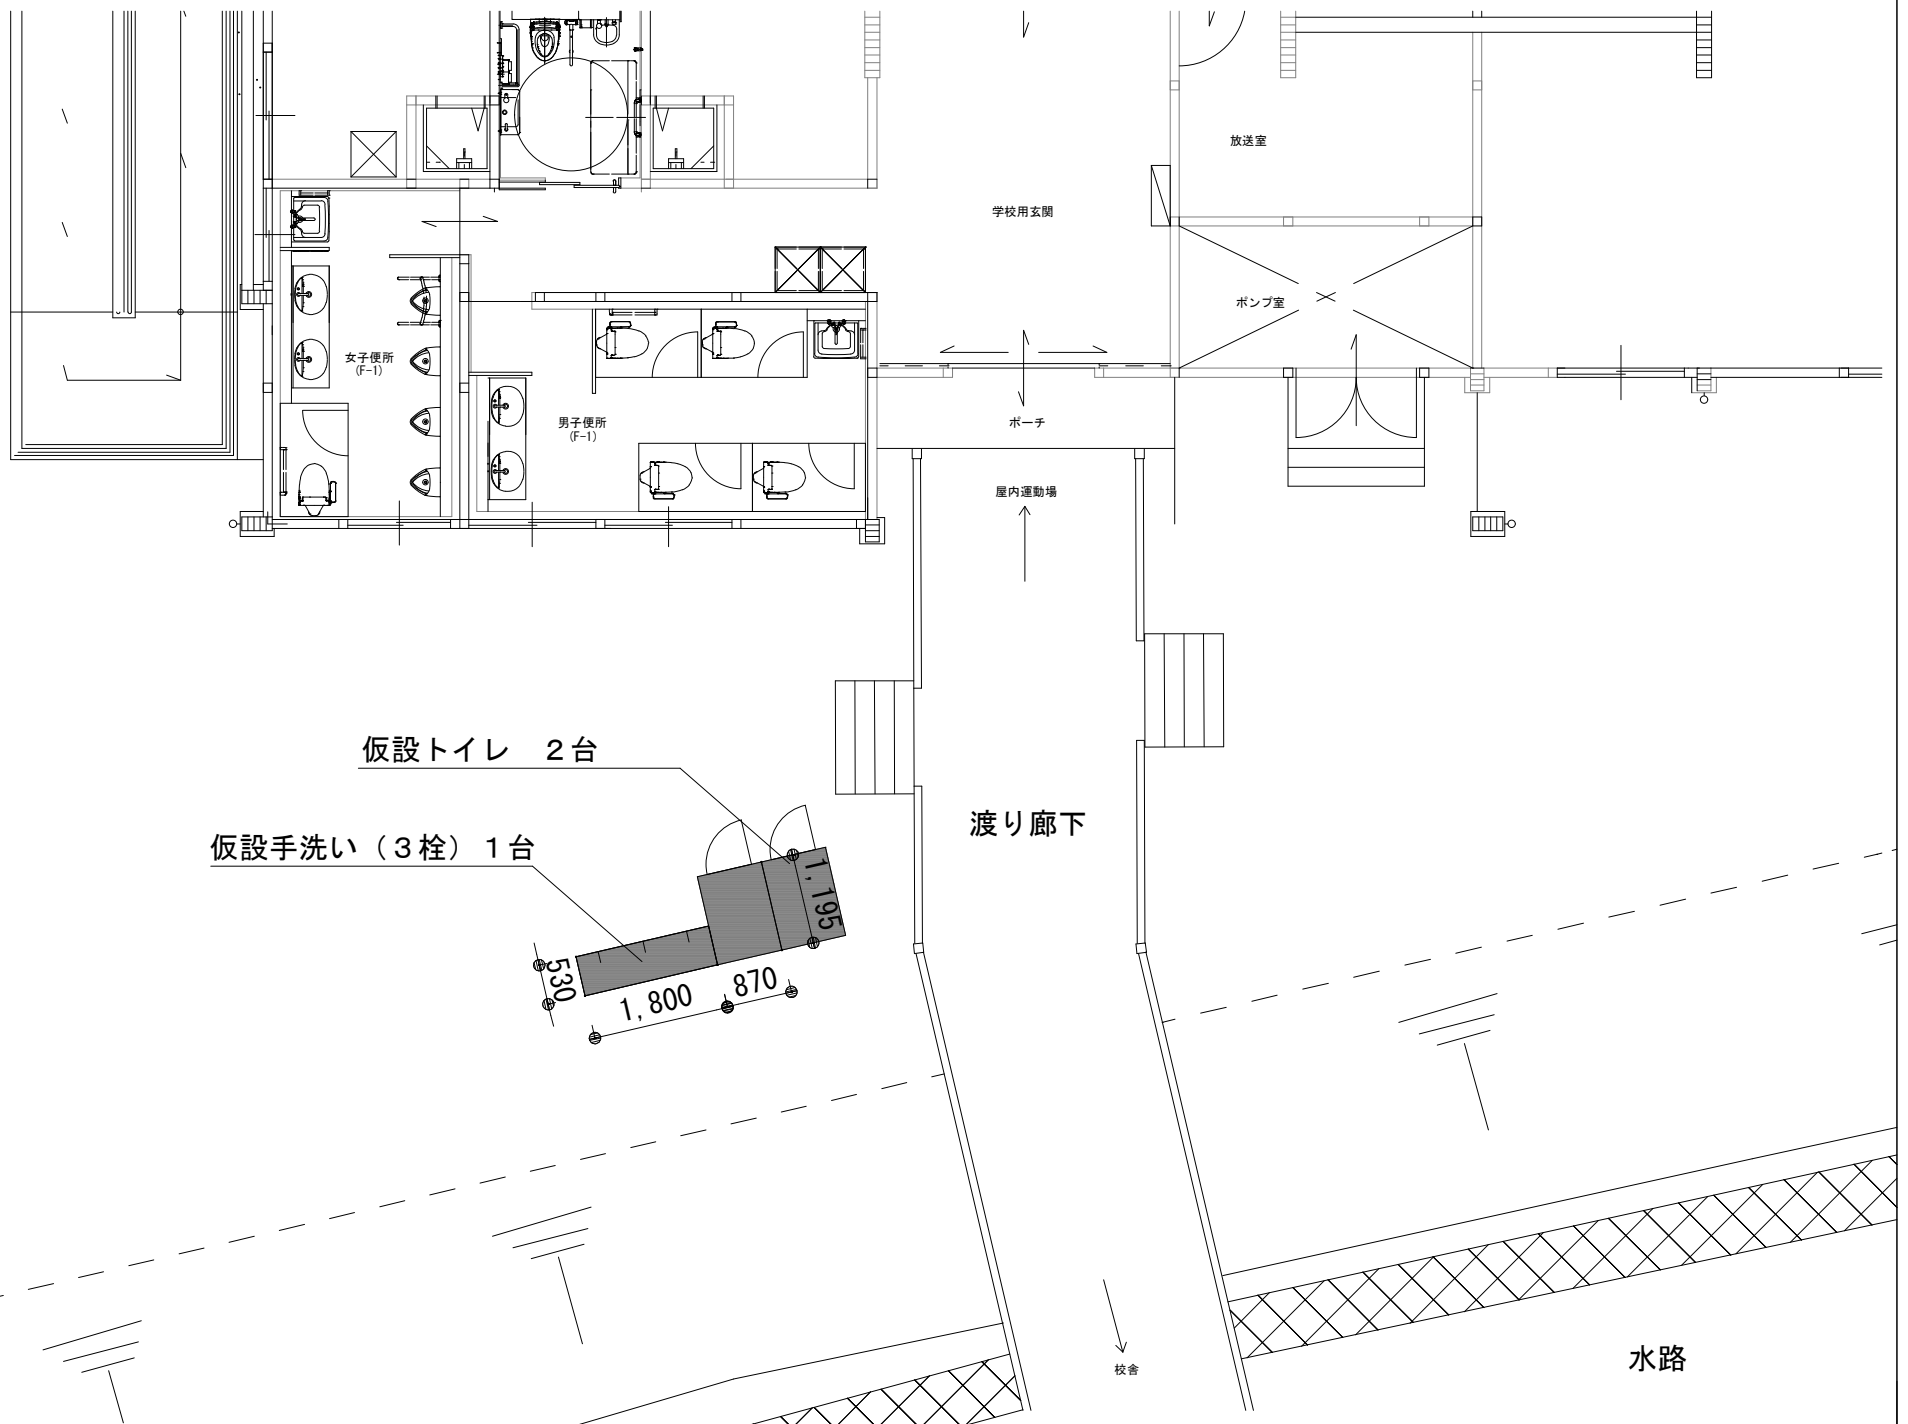 放送室
学校用玄関
ポンプ室
女子便所
(F-1)
男子便所
(F-1)
ポーチ
屋内運動場
仮設トイレ　２台
渡り廊下
仮設手洗い（３栓）１台
1,195
530
1,800
870
水路
校舎